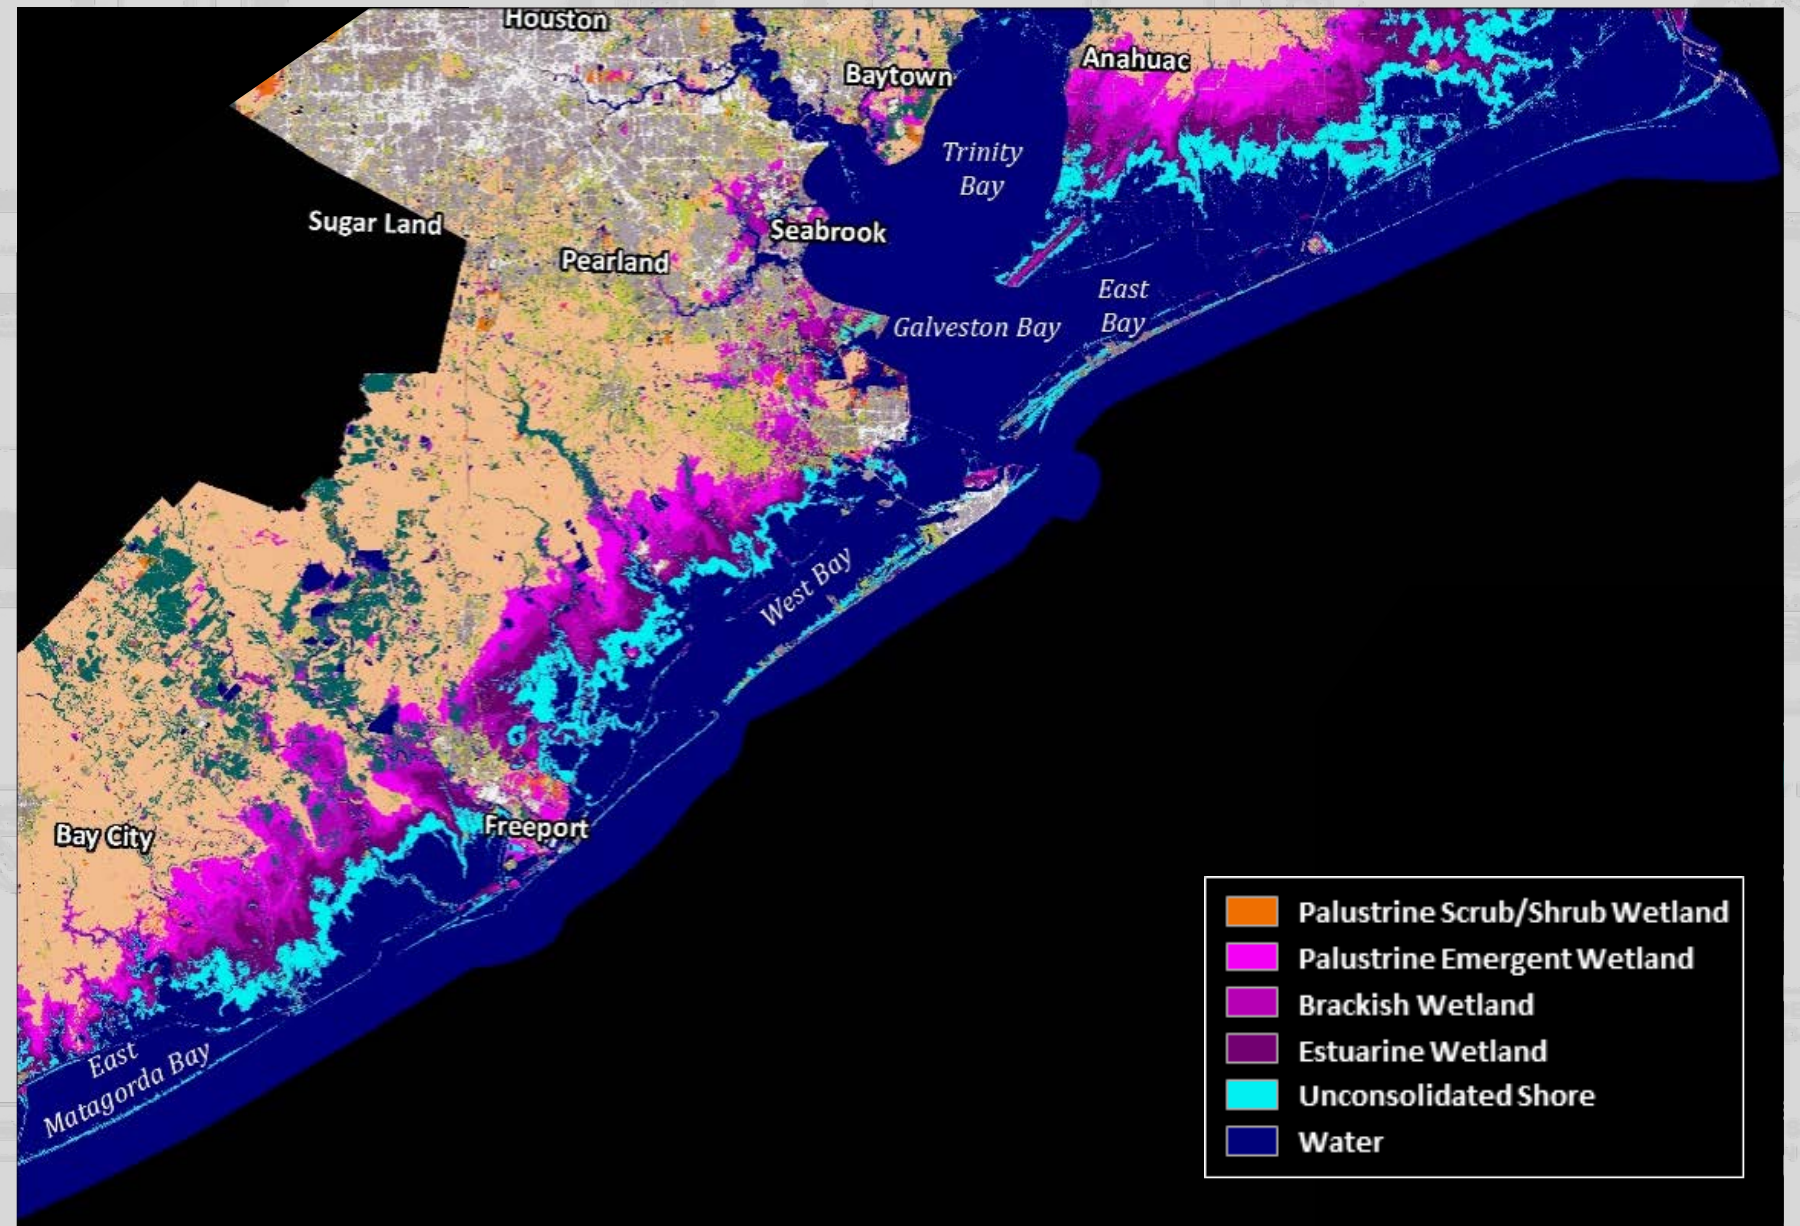 Houston
Baytown
Anahuac
Trinity
Bay
Sugar Land
Seabrook
Pearland
East
Bay
Galveston Bay
West Bay
Freeport
Bay City
East
Matagorda Bay
Palustrine Scrub/Shrub Wetland
Palustrine Emergent Wetland
Brackish Wetland
Estuarine Wetland
Unconsolidated Shore
Water